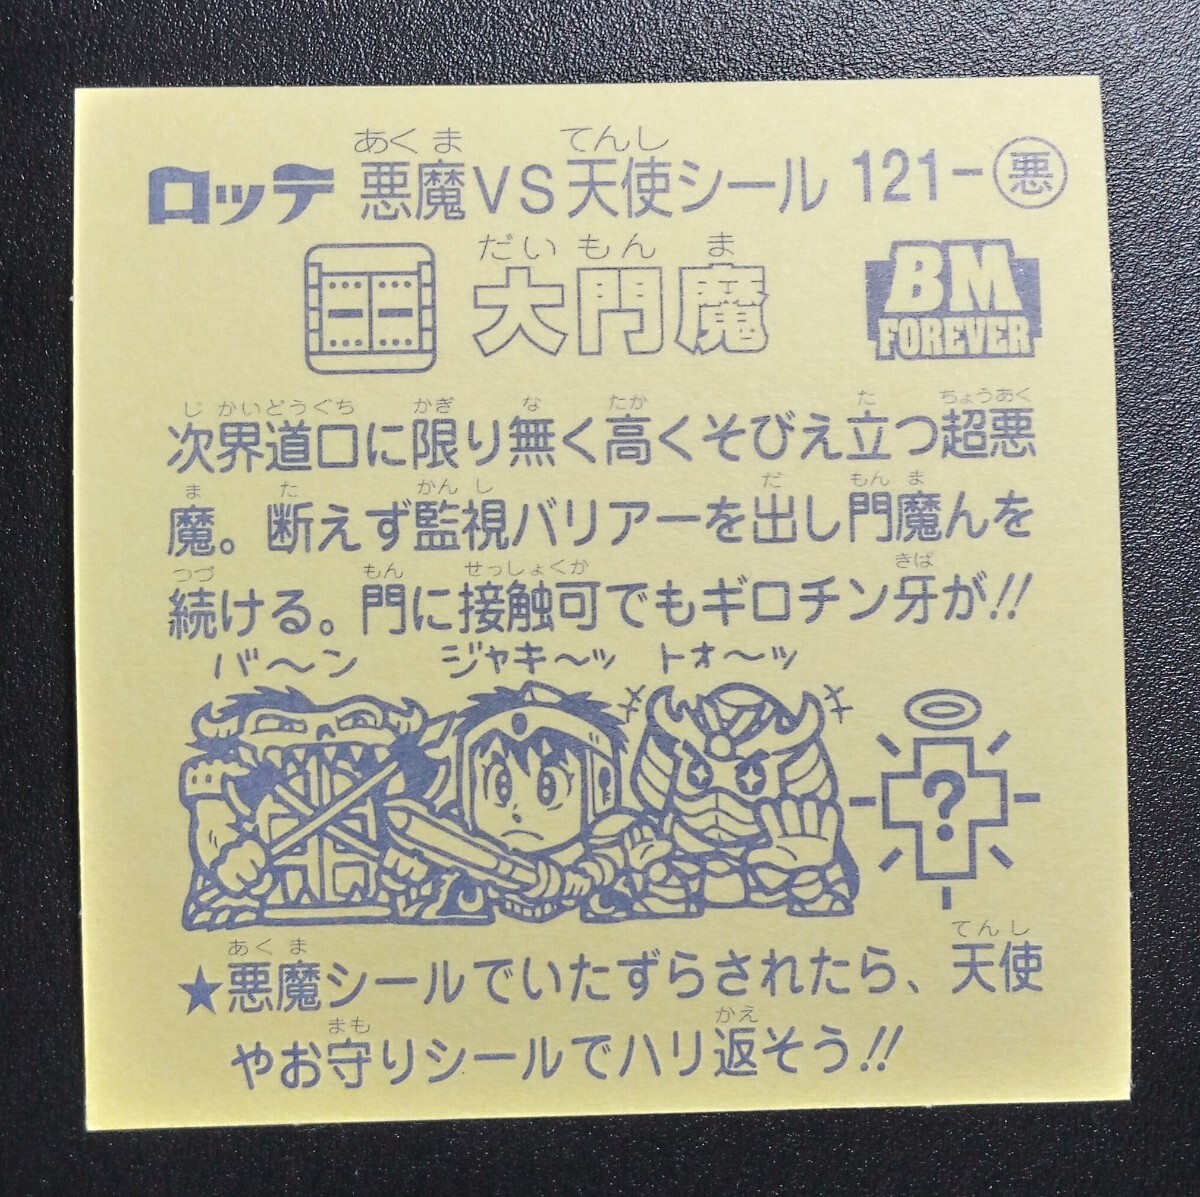 あくま てんし
ロッテ 悪魔VS天使シール 121-悪
だいもんま
大門魔 BM FOREVER
じかいどうぐち かぎ な たか た ちょうあく
次界道口に限り無く高くそびえ立つ超悪
ま た かんし だ もんま
魔。断えず監視バリアーを出し門魔んを
つづ もん せっしょくか きば
続ける。門に接触可でもギロチン牙が!!
バ〜ン ジャキ〜ッ トオ〜ッ
?
あくま てんし
★悪魔シールでいたずらされたら、天使
まも かえ
やお守りシールでハリ返そう!!